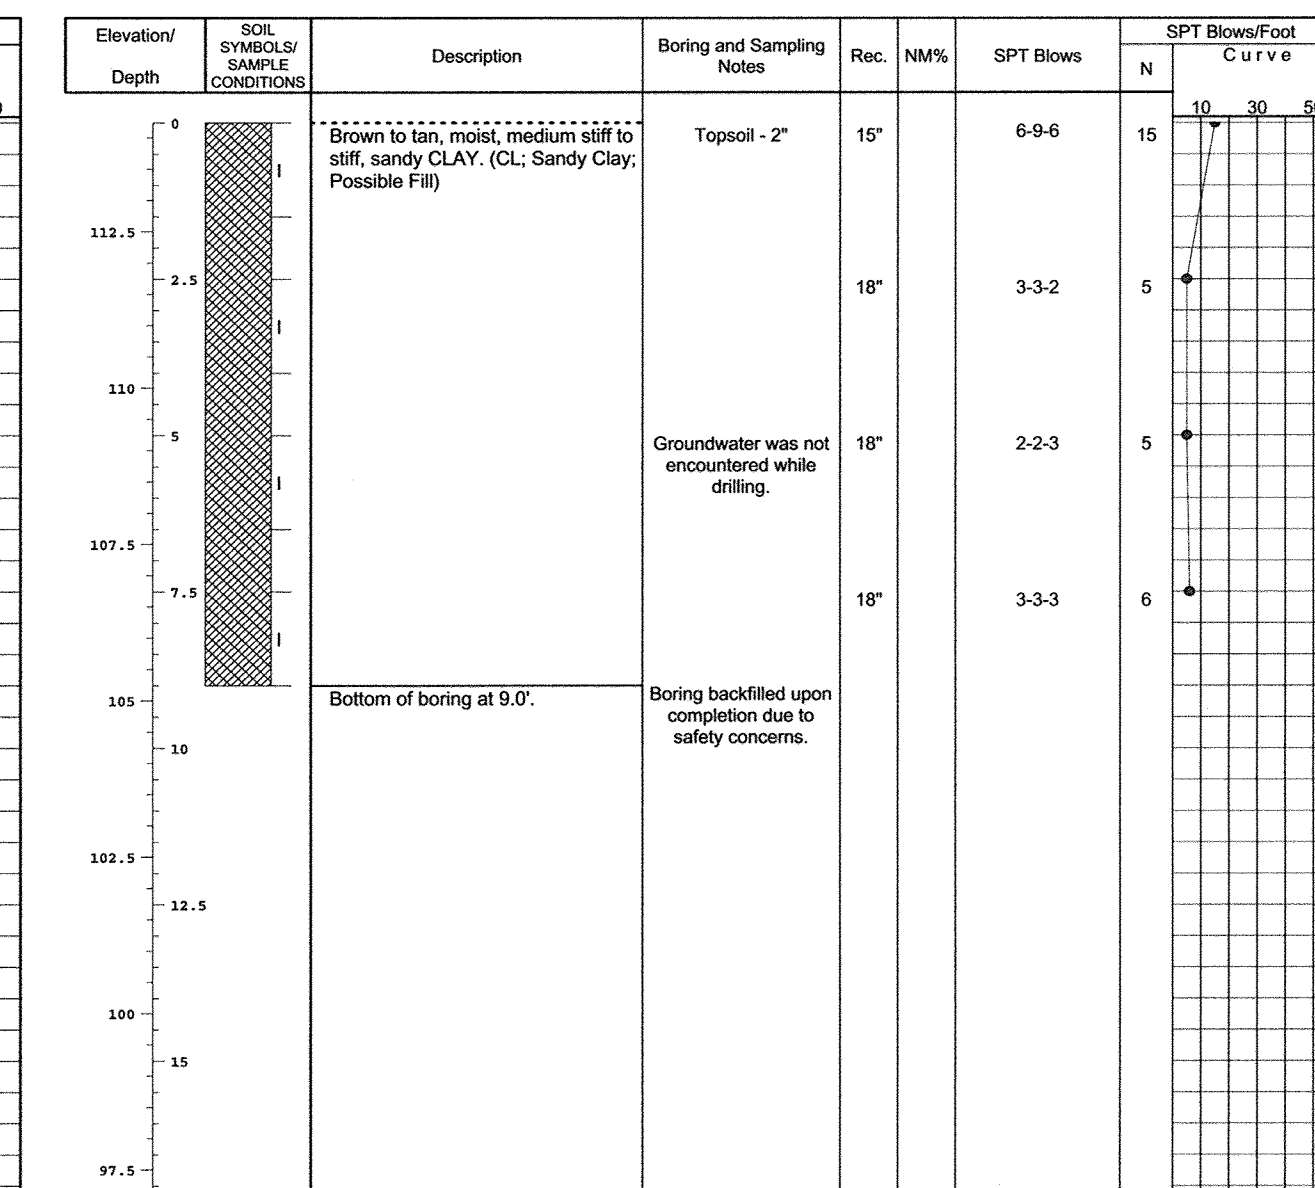 Elevation/
Depth
SOIL
SYMBOLS/
SAMPLE
CONDITIONS
Description
Boring and Sampling
Notes
Rec.
NM%
SPT Blows
SPT Blows/Foot
Curve
N
10 30
0
Brown to tan, moist, medium stiff to
stiff, sandy CLAY. (CL; Sandy Clay;
Possible Fill)
Topsoil - 2"
15"
6-9-6
15
112.5
2.5
18"
3-3-2
5
110
5
Groundwater was not
encountered while
drilling.
18"
2-2-3
5
107.5
7.5
18"
3-3-3
6
105
Bottom of boring at 9.0'.
Boring backfilled upon
completion due to
safety concerns.
10
102.5
12.5
100
15
97.5